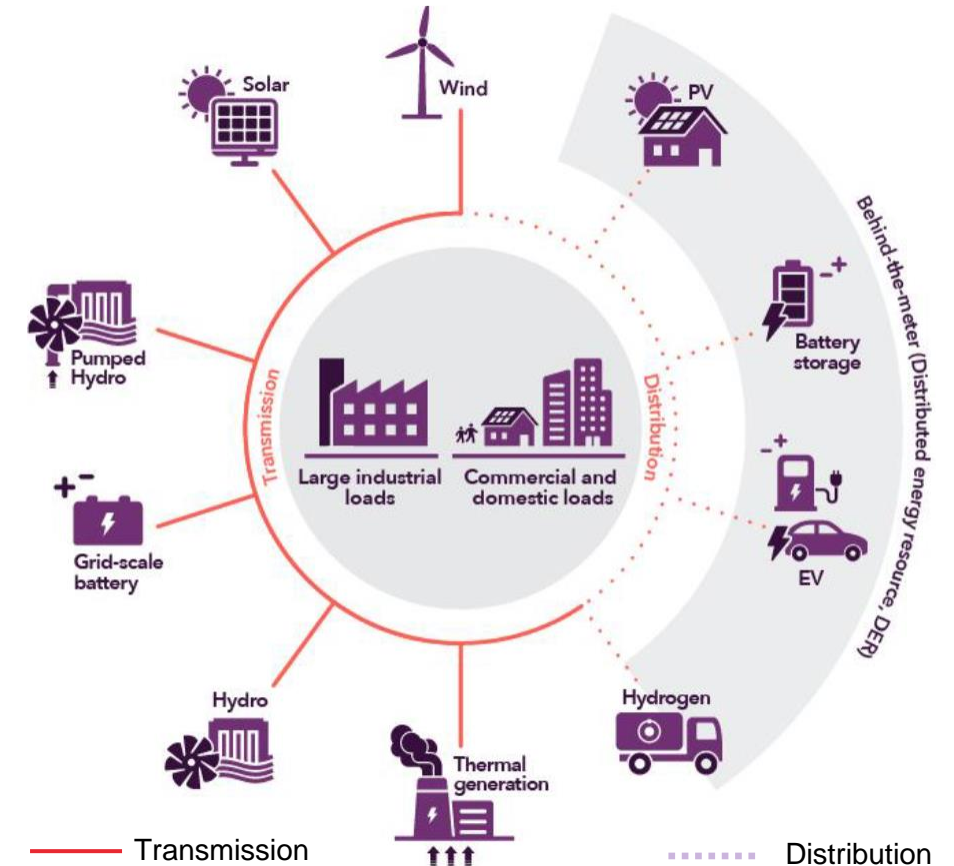 Solar
Wind
PV
Behind-the-meter (Distributed energy resource, DER)
Pumped
Hydro
Battery
storage
Transmission
Distribution
Large industrial
loads
Commercial and
domestic loads
Grid-scale
battery
EV
Hydro
Hydrogen
Thermal
generation
Transmission
Distribution